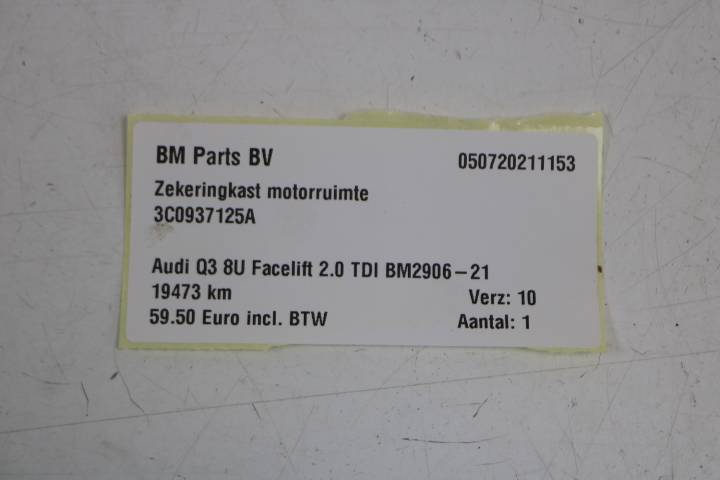 BM Parts BV 050720211153
Zekeringkast motorruimte
3C0937125A
Audi Q3 8U Facelift 2.0 TDI BM2906-21
19473 km Verz: 10
59.50 Euro incl. BTW Aantal: 1